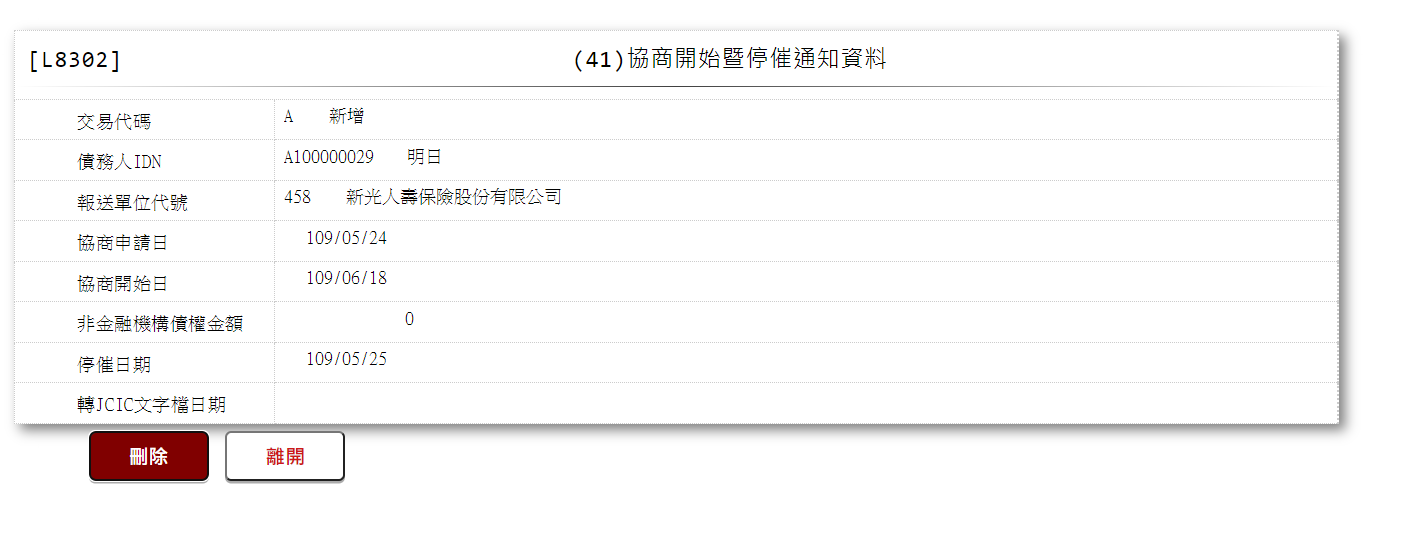 [L8302] (41)協商開始暨停催通知資料
交易代碼 A 新增
債務人IDN A100000029 明日
報送單位代號 458 新光人壽保險股份有限公司
協商申請日 109/05/24
協商開始日 109/06/18
非金融機構債權金額 0
停催日期 109/05/25
轉JCIC文字檔日期
刪除 離開